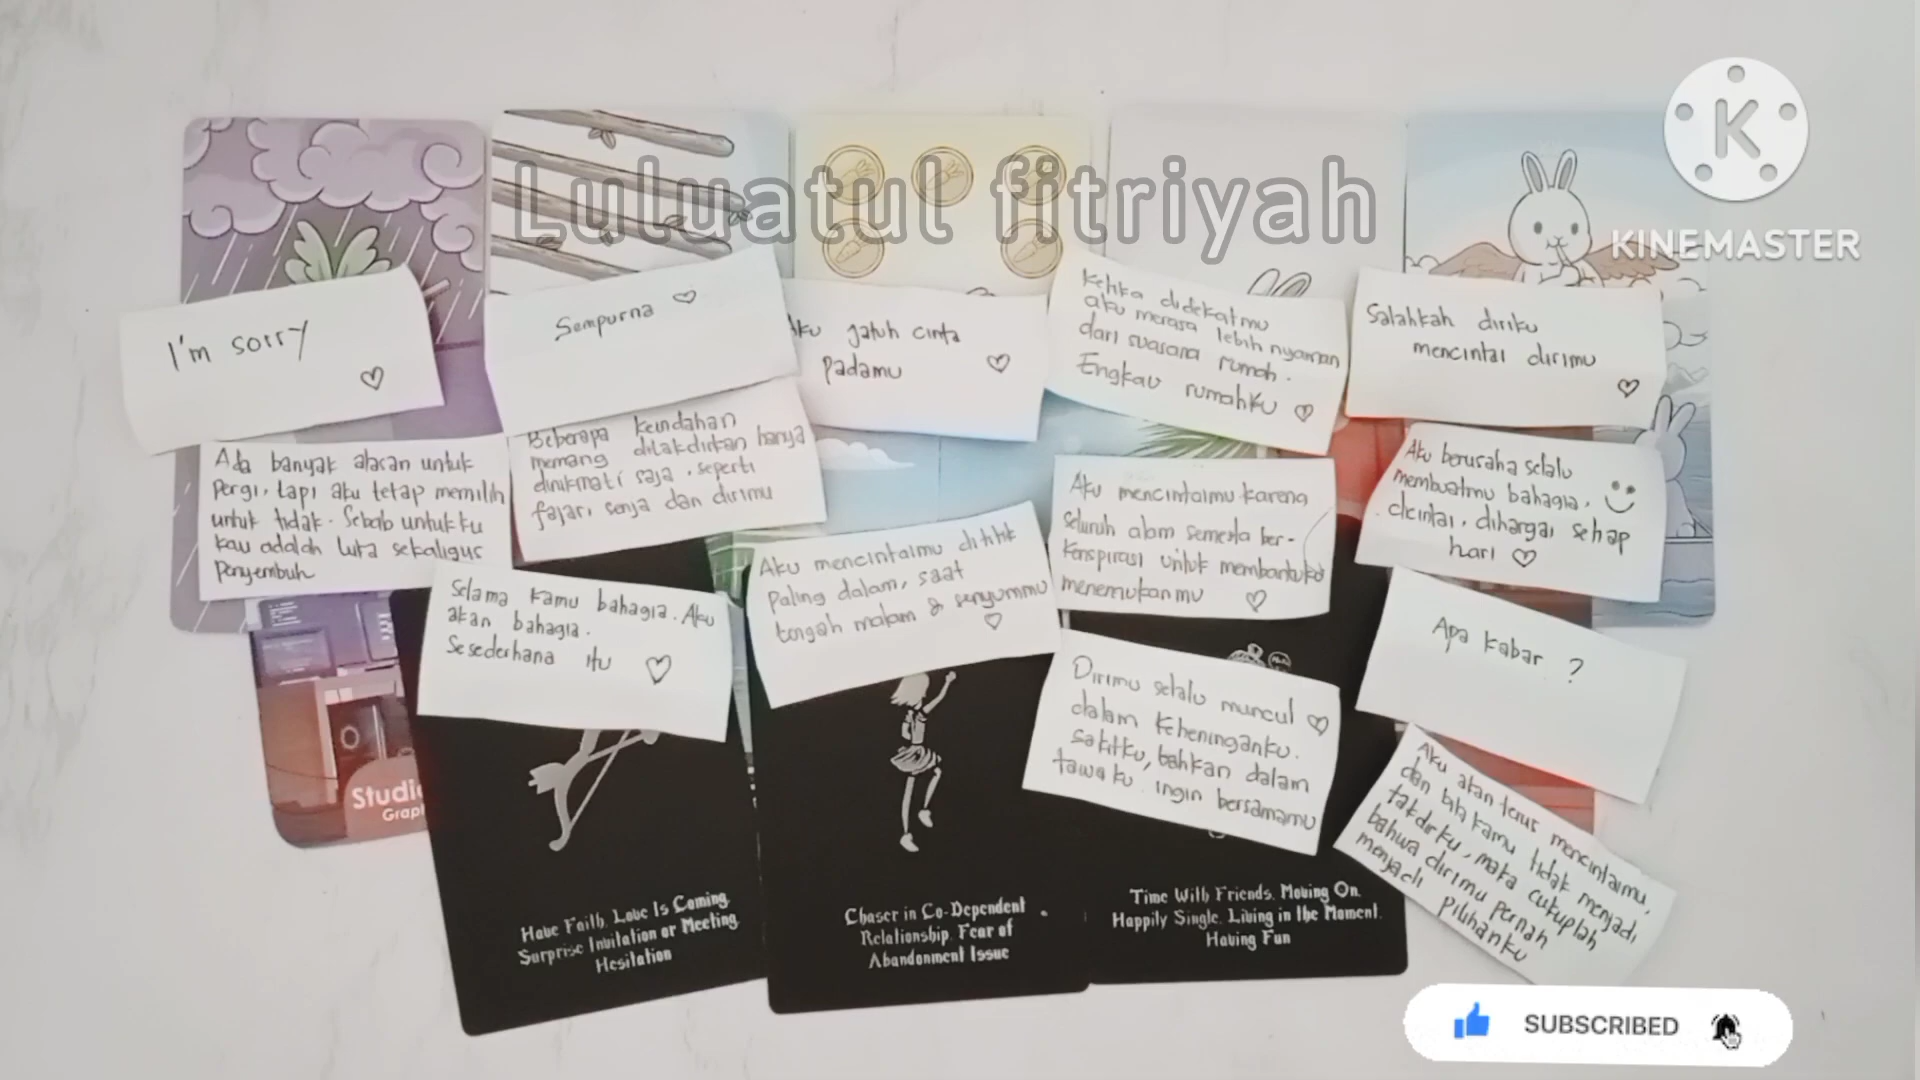 Luluatul fitriyah
KINEMASTER
I'm sorry
Sempurna
Aku jatuh cinta
padamu
Ketika didekatmu
aku merasa lebih nyaman
dari suasana rumah.
Engkau rumahku
Salahkah diriku
mencintai dirimu
Ada banyak alasan untuk
pergi, tapi aku tetap memilih
untuk tidak. Sebab untukku
kau adalah luka sekaligus
penyembuh
Beberapa keindahan
memang ditakdirkan hanya
dinikmati saja, seperti
fajar, senja dan dirimu
Selama kamu bahagia. Aku
akan bahagia.
Sesederhana itu
Aku mencintaimu dititik
paling dalam, saat
tengah malam & senyummu
Aku mencintaimu karena
seluruh alam semesta ber-
konspirasi untuk membantuku
menemukanmu
Aku berusaha selalu
membuatmu bahagia,
dicintai, dihargai setiap
hari
Apa kabar ?
Dirimu selalu muncul
dalam keheninganku.
sakitku, bahkan dalam
tawaku. ingin bersamamu
Aku akan terus mencintaimu,
dan bila kamu tidak menjadi
takdirku, maka cukuplah
bahwa dirimu pernah
menjadi pilihanku
Studi
Grap
Have Faith, Love Is Coming,
Surprise Invitation or Meeting,
Hesitation
Chaser in Co-Dependent
Relationship, Fear of
Abandonment Issue
Time With Friends, Moving On,
Happily Single, Living in the Moment,
Having Fun
SUBSCRIBED